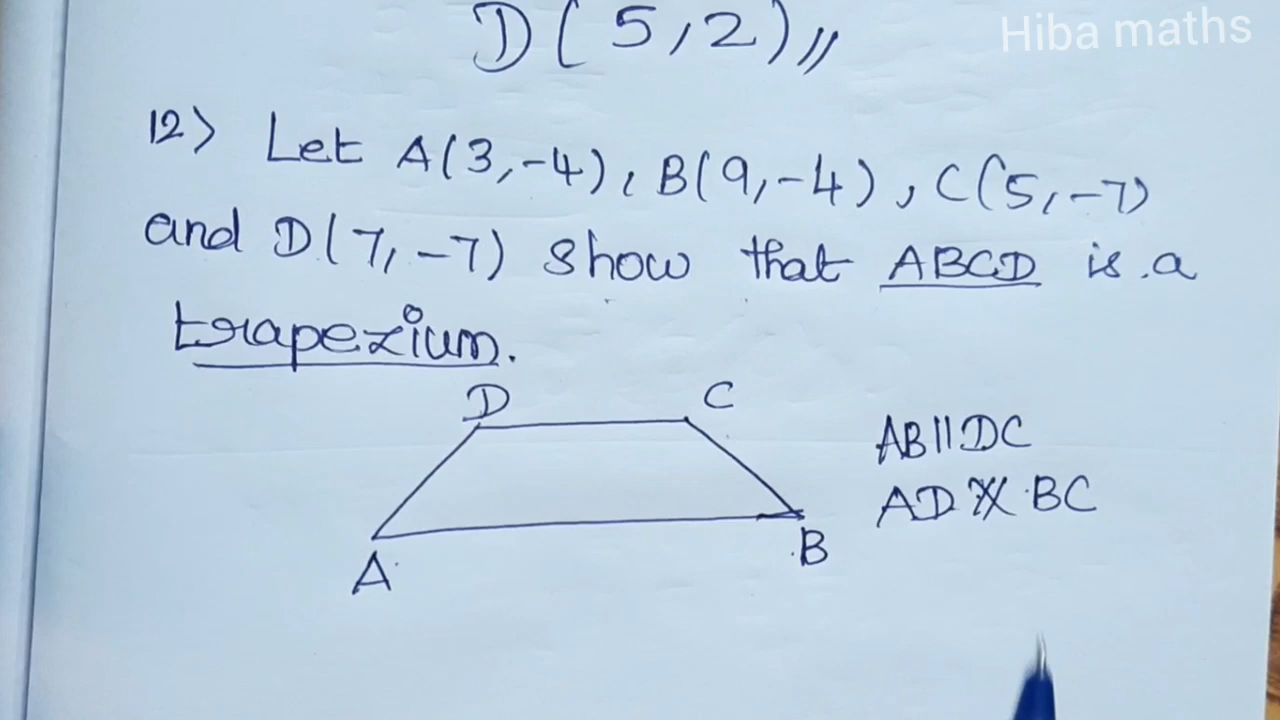 D(5,2)//
Hiba maths
12) Let A(3,-4), B(9,-4), C(5,-7)
and D(7,-7) show that ABCD is a
trapezium.
D C
AB||DC
AD ∦ BC
A B